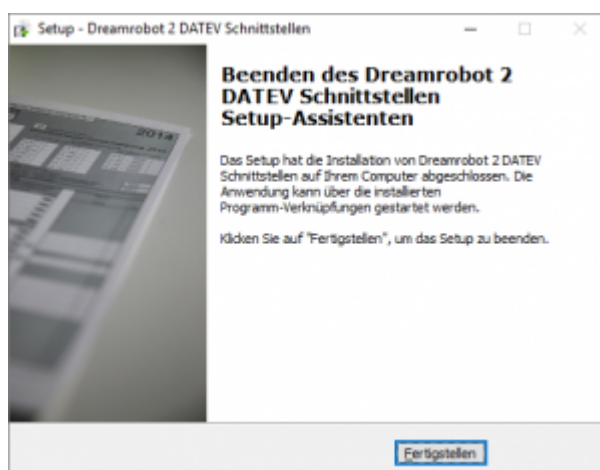 Setup - Dreamrobot 2 DATEV Schnittstellen
2014
Beenden des Dreamrobot 2
DATEV Schnittstellen
Setup-Assistenten
Das Setup hat die Installation von Dreamrobot 2 DATEV
Schnittstellen auf Ihrem Computer abgeschlossen. Die
Anwendung kann über die installierten
Programm-Verknüpfungen gestartet werden.
Klicken Sie auf "Fertigstellen", um das Setup zu beenden.
Fertigstellen